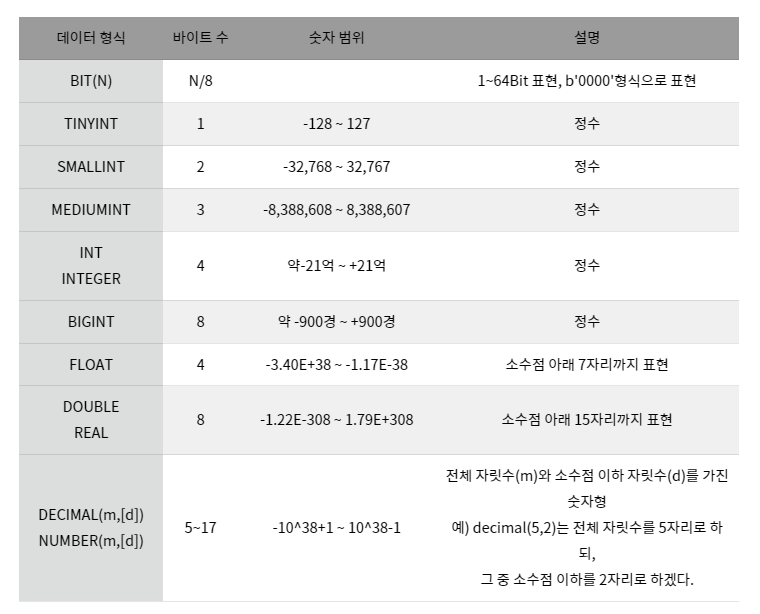 데이터 형식 바이트 수 숫자 범위 설명
BIT(N) N/8 1~64Bit 표현, b'0000'형식으로 표현
TINYINT 1 -128 ~ 127 정수
SMALLINT 2 -32,768 ~ 32,767 정수
MEDIUMINT 3 -8,388,608 ~ 8,388,607 정수
INT
INTEGER
4 약-21억 ~ +21억 정수
BIGINT 8 약 -900경 ~ +900경 정수
FLOAT 4 -3.40E+38 ~ -1.17E-38 소수점 아래 7자리까지 표현
DOUBLE
REAL
8 -1.22E-308 ~ 1.79E+308 소수점 아래 15자리까지 표현
DECIMAL(m,[d])
NUMBER(m,[d])
5~17 -10^38+1 ~ 10^38-1
전체 자릿수(m)와 소수점 이하 자릿수(d)를 가진
숫자형
예) decimal(5,2)는 전체 자릿수를 5자리로 하
되,
그 중 소수점 이하를 2자리로 하겠다.